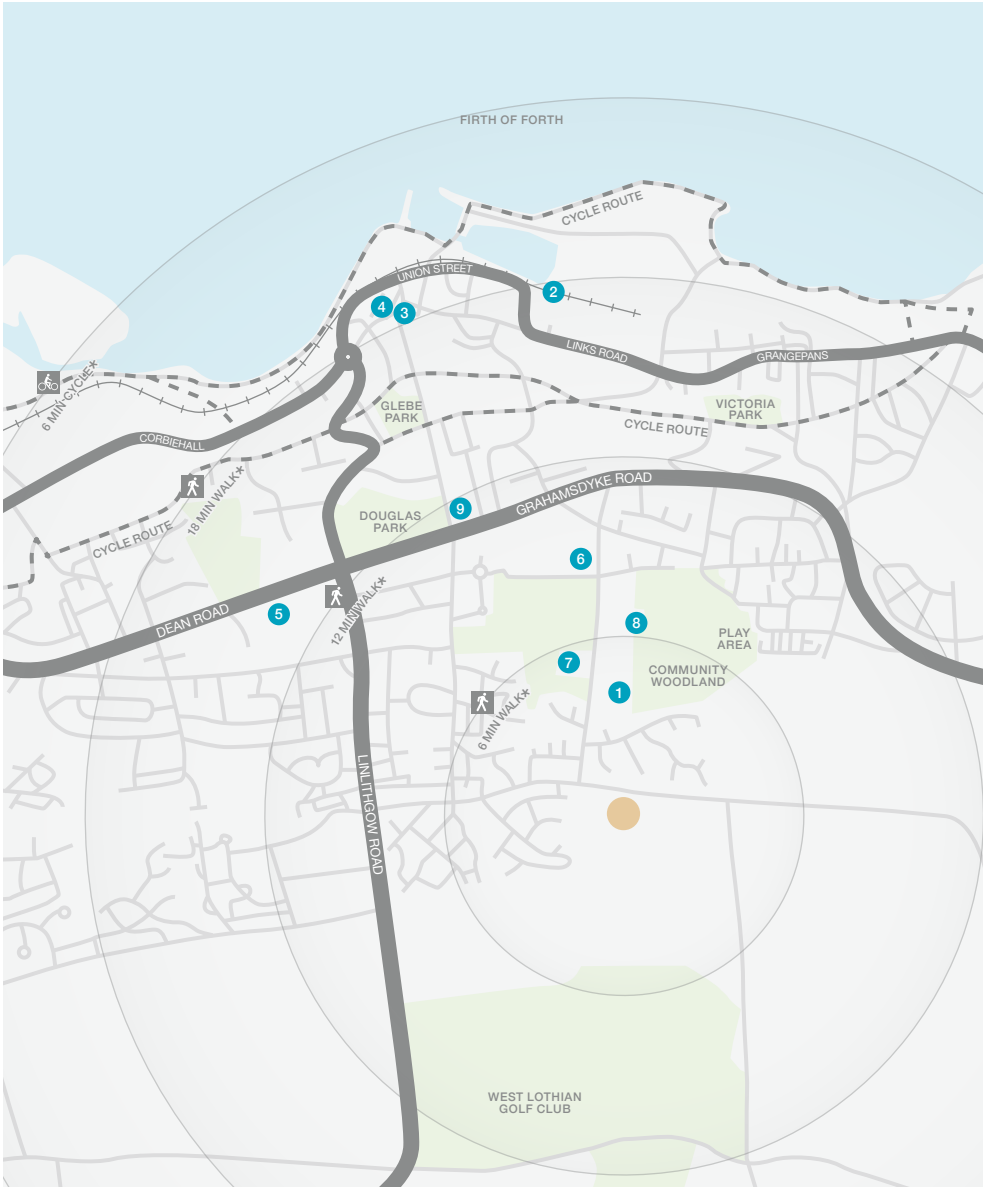 FIRTH OF FORTH
CYCLE ROUTE
UNION STREET
2
4
3
LINKS ROAD
GRANGEPANS
6 MIN CYCLE*
GLEBE
PARK
VICTORIA
PARK
CYCLE ROUTE
CORBIEHALL
18 MIN WALK*
GRAHAMSDYKE ROAD
9
DOUGLAS
PARK
CYCLE ROUTE
6
12 MIN WALK*
5
DEAN ROAD
8
PLAY
AREA
7
COMMUNITY
WOODLAND
1
6 MIN WALK*
LINLITHGOW ROAD
WEST LOTHIAN
GOLF CLUB